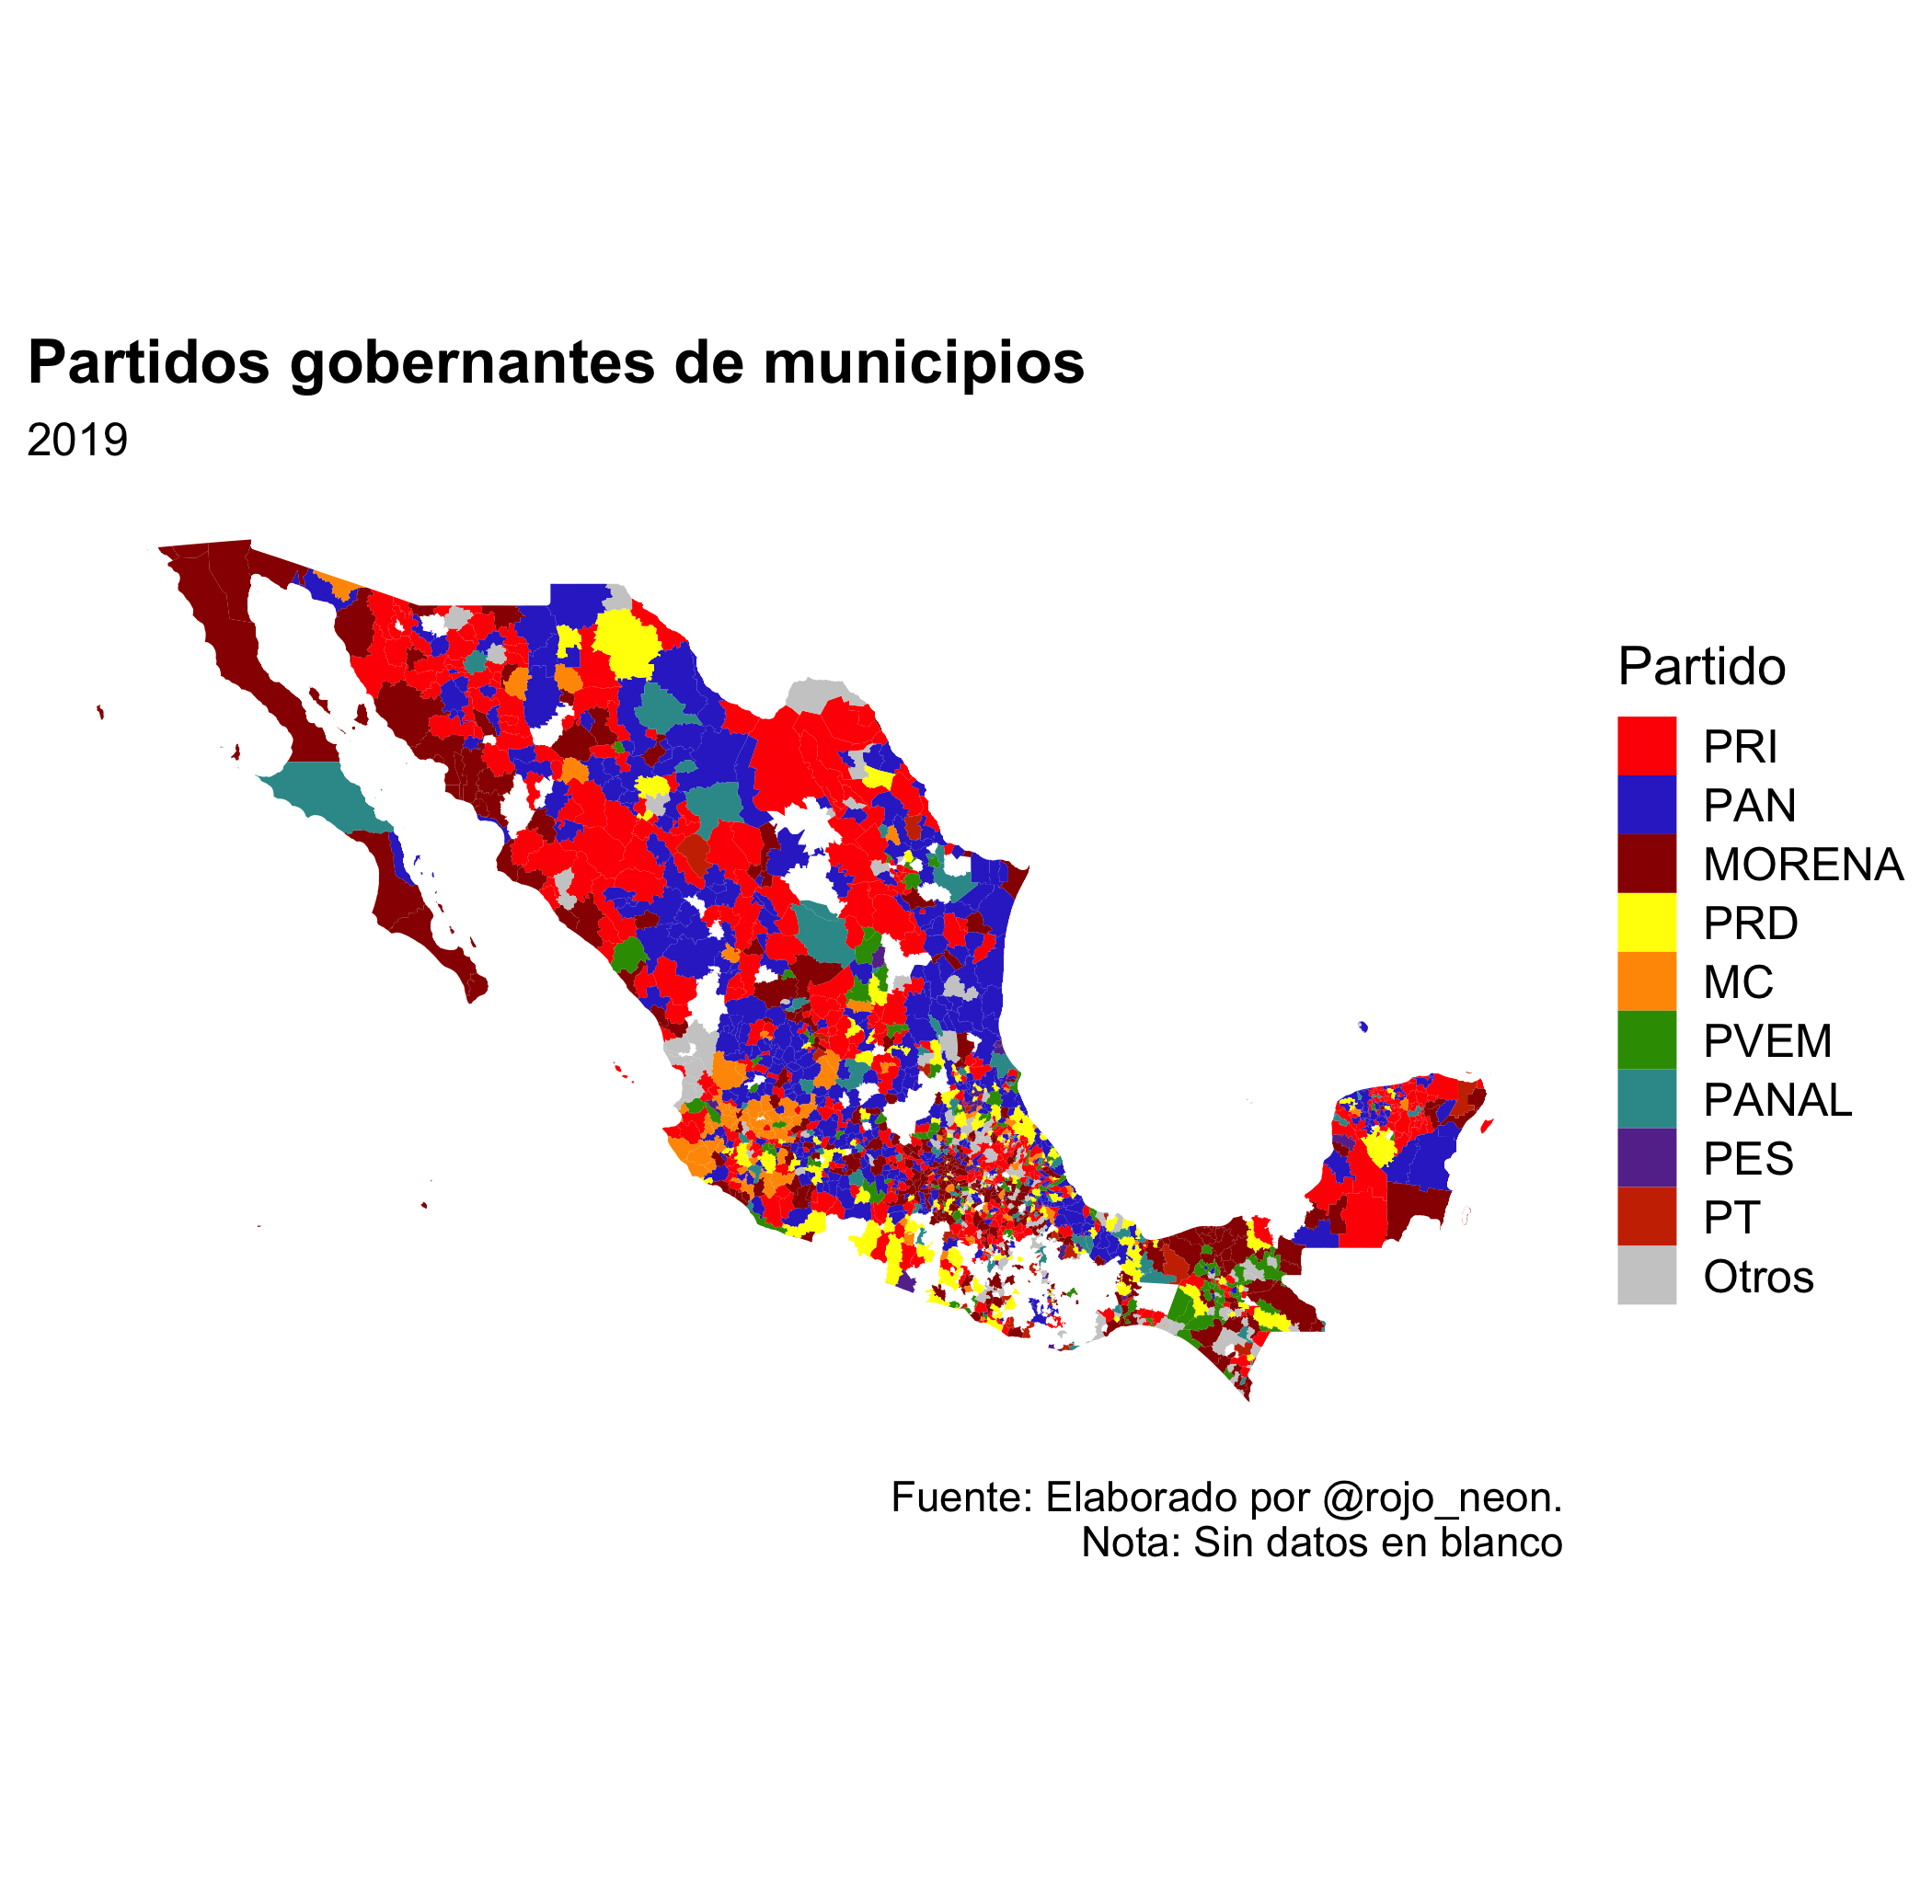 Partidos gobernantes de municipios
2019
Partido
PRI
PAN
MORENA
PRD
MC
PVEM
PANAL
PES
PT
Otros
Fuente: Elaborado por @rojo_neon.
Nota: Sin datos en blanco